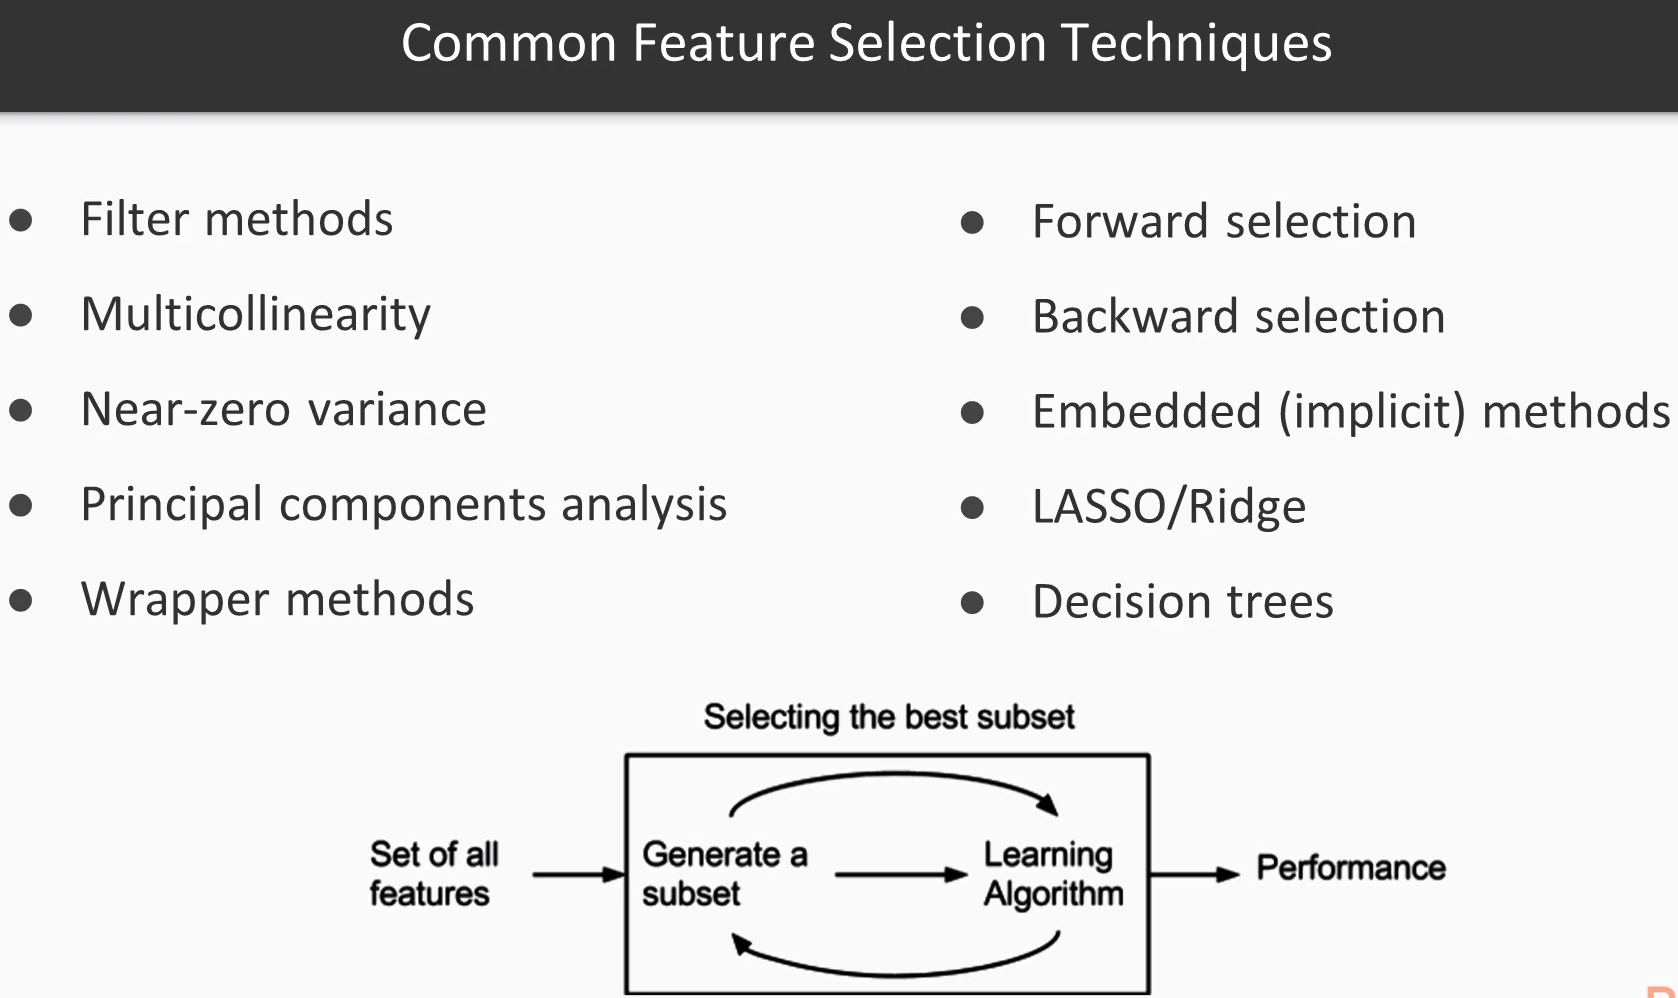 Common Feature Selection Techniques
● Filter methods
● Multicollinearity
● Near-zero variance
● Principal components analysis
● Wrapper methods
● Forward selection
● Backward selection
● Embedded (implicit) methods
● LASSO/Ridge
● Decision trees
Selecting the best subset
Set of all
features
Generate a
subset
Learning
Algorithm
Performance